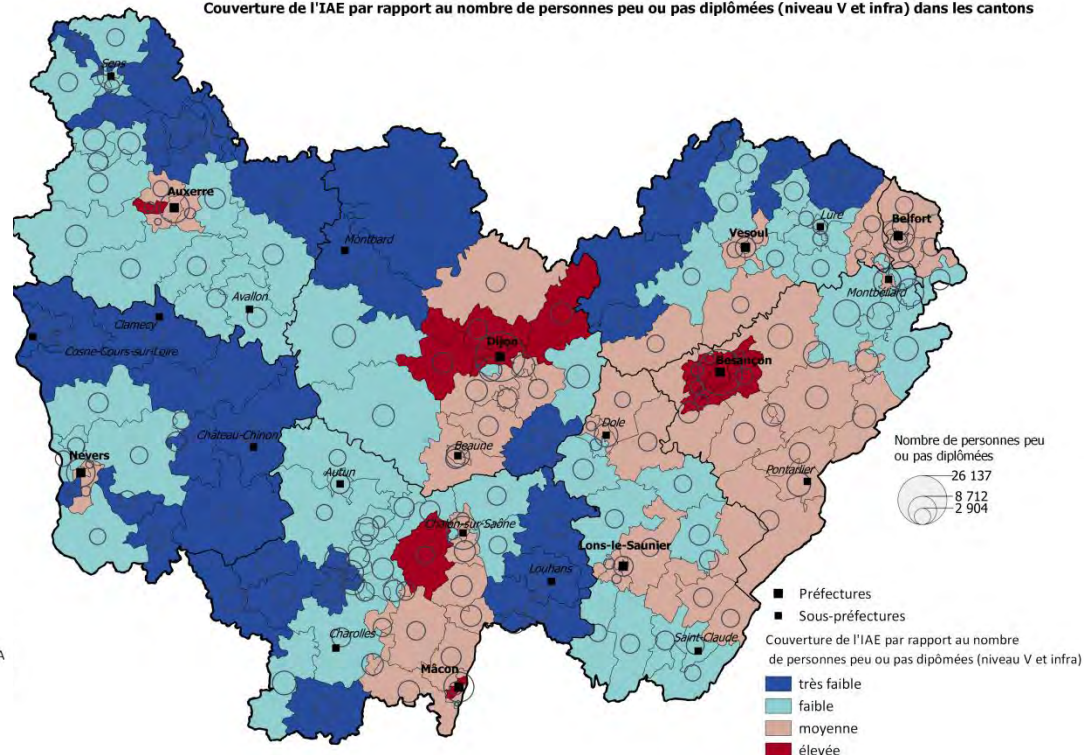 Couverture de l'IAE par rapport au nombre de personnes peu ou pas diplômées (niveau V et infra) dans les cantons
Sens
Auxerre
Montbard
Vesoul
Lure
Belfort
Montbéliard
Avallon
Clamecy
Cosne-Cours-sur-Loire
Dijon
Besançon
Château-Chinon
Dole
Beaune
Nevers
Autun
Pontarlier
Nombre de personnes peu
ou pas diplômées
26 137
8 712
2 904
Chalon-sur-Saône
Lons-le-Saunier
Louhans
Charolles
Saint-Claude
Mâcon
A
Préfectures
Sous-préfectures
Couverture de l'IAE par rapport au nombre
de personnes peu ou pas dipômées (niveau V et infra)
très faible
faible
moyenne
élevée